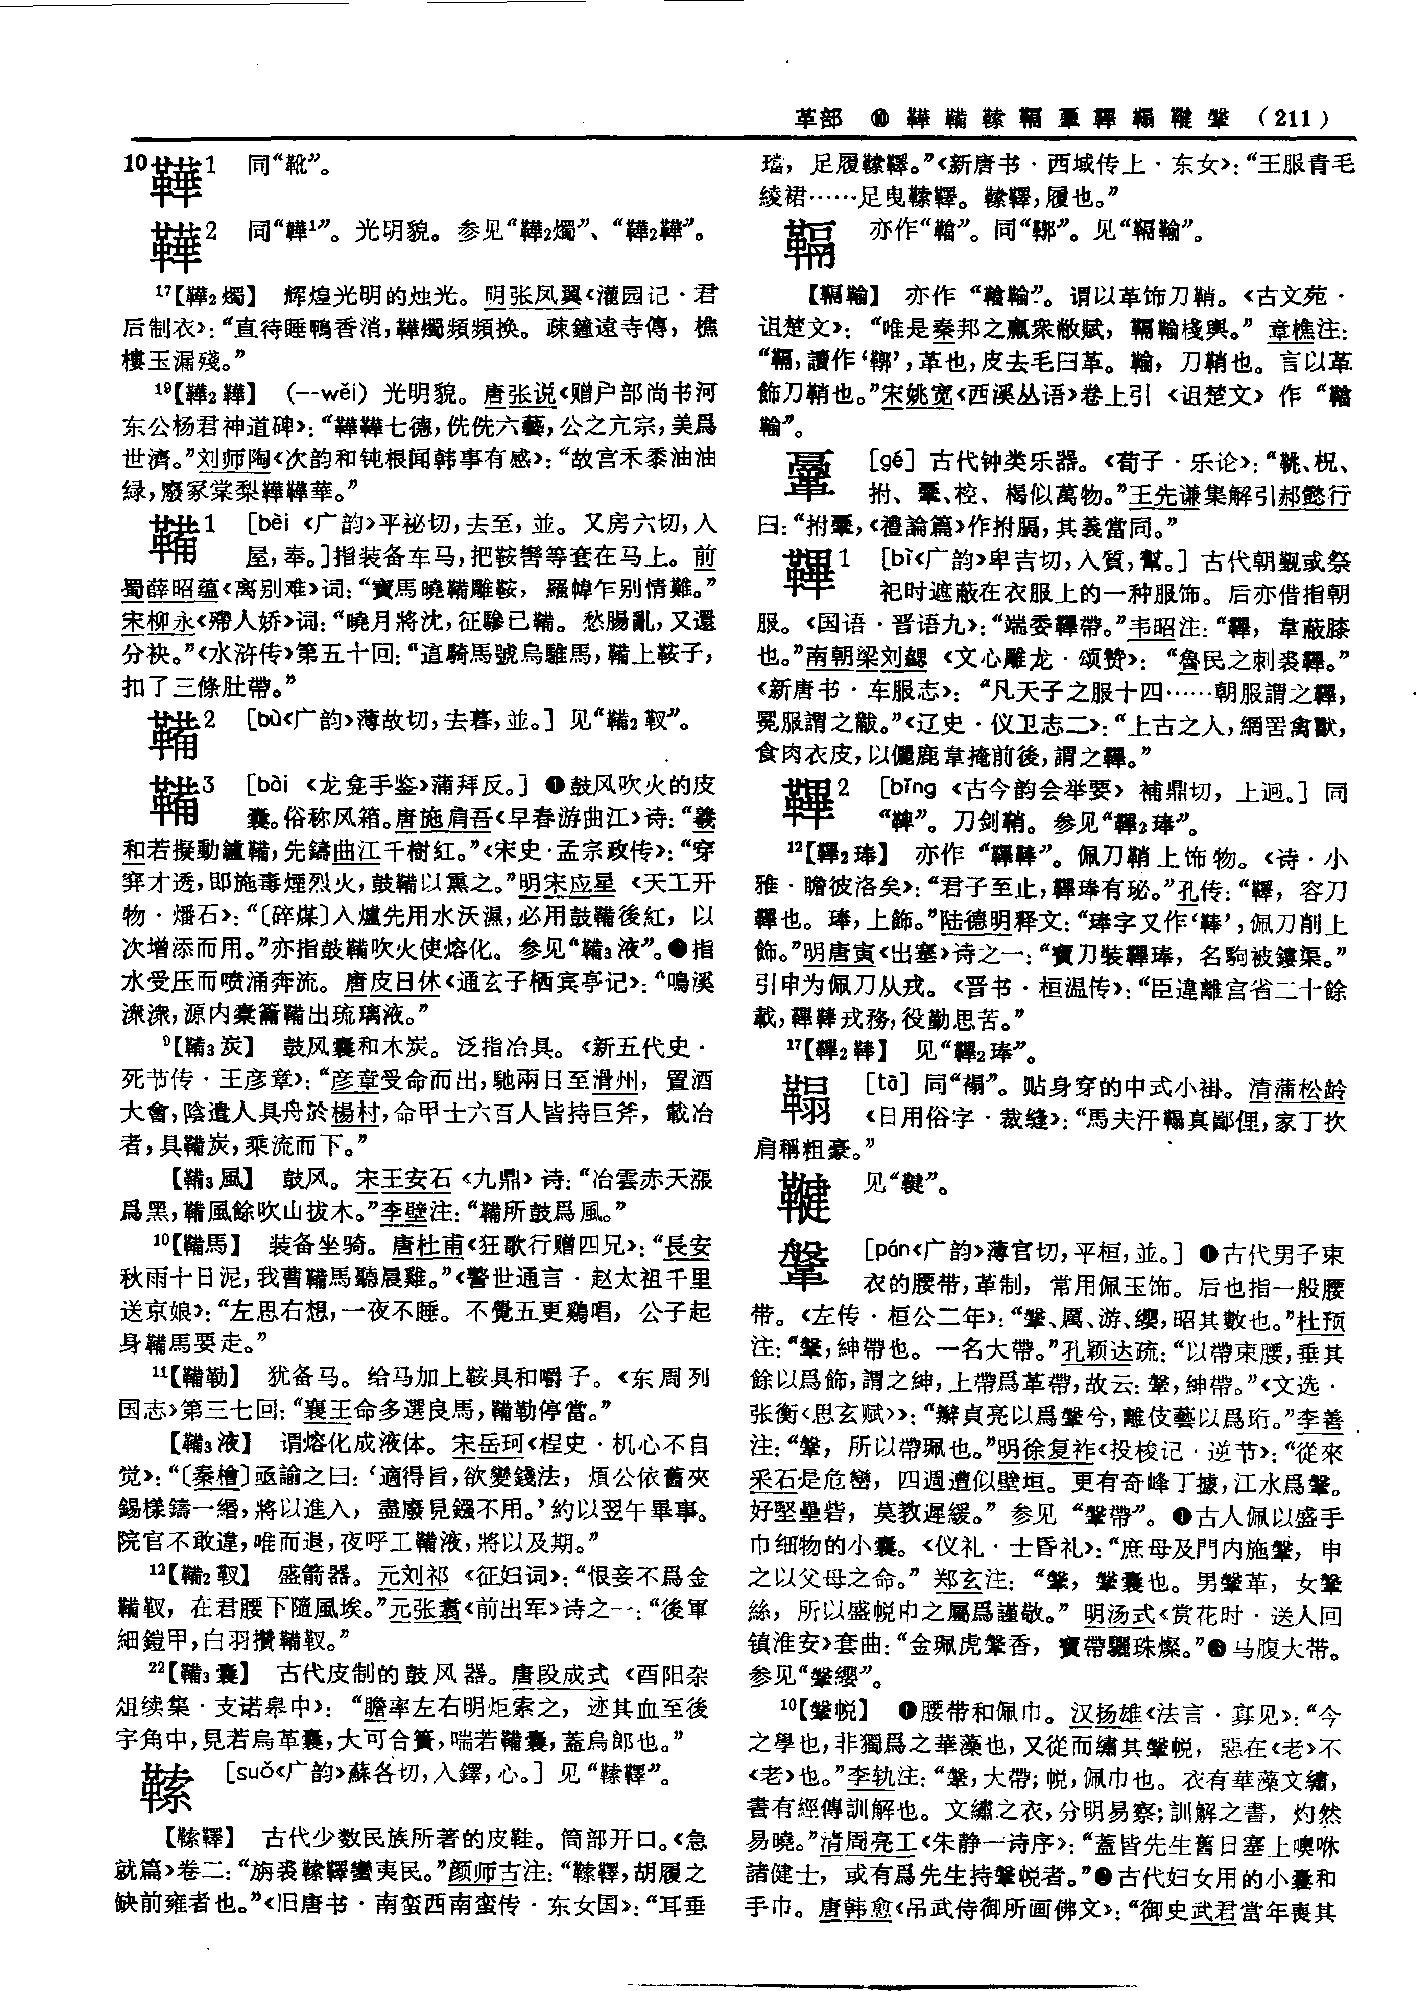 革部　⑩ 鞾 鞴 鞣 䩹 鞷 鞸 鞨 鞬 鞶 (211)
10鞾1　同“靴”。
鞾2　同“韡¹”。光明貌。参见“鞾2燭”、“鞾2韡”。
17【鞾2燭】　辉煌光明的烛光。明张凤翼《灌园记·君
后制衣》：“直待睡鴨香消，鞾燭頻頻换。疎鐘遠寺傳，樵
樓玉漏殘。”
19【鞾2韡】　（--wěi）光明貌。唐张说《赠户部尚书河
东公杨君神道碑》：“鞾韡七德，侁侁六藝，公之亢宗，美爲
世濟。”刘师陶《次韵和钝根闻韩事有感》：“故宫禾黍油油
緑，廢冢棠梨鞾鞾華。”
鞴1　［bèi《广韵》平祕切，去至，並。又房六切，入
屋，奉。］指装备车马，把鞍辔等套在马上。前
蜀薛昭蕴《离别难》词：“寶馬曉鞴雕鞍，羅幃乍别情難。”
宋柳永《殢人娇》词：“曉月將沈，征驂已鞴。愁腸亂，又還
分袂。”《水浒传》第五十回：“這騎馬號烏騅馬，鞴上鞍子，
扣了三條肚帶。”
鞴2　［bù《广韵》薄故切，去暮，並。］见“鞴2靫”。
鞴3　［bài《龙龛手鉴》蒲拜反。］❶鼓风吹火的皮
囊。俗称风箱。唐施肩吾《早春游曲江》诗：“羲
和若擬動鑪鞴，先鑄曲江千樹紅。”《宋史·孟宗政传》：“穿
穽才透，即施毒煙烈火，鼓鞴以熏之。”明宋应星《天工开
物·燔石》：“〔碎煤〕入爐先用水沃濕，必用鼓鞴後紅，以
次增添而用。”亦指鼓鞴吹火使熔化。参见“鞴3液”。❷指
水受压而喷涌奔流。唐皮日休《通玄子栖宾亭记》：“鳴溪
潨潨，源内橐籥鞴出琉璃液。”
9【鞴3炭】　鼓风囊和木炭。泛指冶具。《新五代史·
死节传·王彦章》：“彦章受命而出，馳兩日至滑州，置酒
大會，陰遣人具舟於楊村，命甲士六百人皆持巨斧，載冶
者，具鞴炭，乘流而下。”
【鞴3風】　鼓风。宋王安石《九鼎》诗：“冶雲赤天漲
爲黑，鞴風餘吹山拔木。”李壁注：“鞴所鼓爲風。”
10【鞴馬】　装备坐骑。唐杜甫《狂歌行赠四兄》：“長安
秋雨十日泥，我曹鞴馬聽晨雞。”《警世通言·赵太祖千里
送京娘》：“左思右想，一夜不睡。不覺五更鷄唱，公子起
身鞴馬要走。”
11【鞴勒】　犹备马。给马加上鞍具和嚼子。《东周列
国志》第三七回：“襄王命多選良馬，鞴勒停當。”
【鞴3液】　谓熔化成液体。宋岳珂《桯史·机心不自
觉》：“〔秦檜〕亟諭之曰：‘適得旨，欲變錢法，煩公依舊夾
錫樣鑄一緡，將以進入，盡廢見鏹不用。’約以翌午畢事。
院官不敢違，唯而退，夜呼工鞴液，將以及期。”
12【鞴2靫】　盛箭器。元刘祁《征妇词》：“恨妾不爲金
鞴靫，在君腰下隨風埃。”元张翥《前出军》诗之一：“後軍
細鎧甲，白羽攢鞴靫。”
22【鞴3囊】　古代皮制的鼓风器。唐段成式《酉阳杂
俎续集·支诺皋中》：“瞻率左右明炬索之，迹其血至後
宇角中，見若烏革囊，大可合簣，喘若鞴囊，蓋烏郎也。”
𩌈　［suǒ《广韵》蘇各切，入鐸，心。］见“𩌈鞸”。
【𩌈鞸】　古代少数民族所著的皮鞋。筒部开口。《急
就篇》卷二：“旃裘𩌈鞸蠻夷民。”颜师古注：“𩌈鞸，胡履之
缺前雍者也。”《旧唐书·南蛮西南蛮传·东女国》：“耳垂
璫，足履𩌈鞸。”《新唐书·西域传上·东女》：“王服青毛
綾裙……足曳𩌈鞸。𩌈鞸，履也。”
䩹　亦作“鞈”。同“鞹”。见“䩹䩡”。
【䩹䩡】　亦作“鞈䩡”。谓以革饰刀鞘。《古文苑·
诅楚文》：“唯是秦邦之羸衆敝賦，䩹䩡棧輿。”章樵注：
“䩹，讀作‘鞹’，革也，皮去毛曰革。䩡，刀鞘也。言以革
飾刀鞘也。”宋姚宽《西溪丛语》卷上引《诅楚文》作“鞈
䩡”。
鞷　［gé］古代钟类乐器。《荀子·乐论》：“鞉、柷、
拊、鞷、椌、楬似萬物。”王先谦集解引郝懿行
曰：“拊鞷，《禮論篇》作拊膈，其義當同。”
鞸1　［bì《广韵》卑吉切，入質，幫。］古代朝觐或祭
祀时遮蔽在衣服上的一种服饰。后亦借指朝
服。《国语·晋语九》：“端委鞸帶。”韦昭注：“鞸，韋蔽膝
也。”南朝梁刘勰《文心雕龙·颂赞》：“魯民之刺裘鞸。”
《新唐书·车服志》：“凡天子之服十四……朝服謂之鞸，
冕服謂之黻。”《辽史·仪卫志二》：“上古之人，網罟禽獸，
食肉衣皮，以儷鹿韋掩前後，謂之鞸。”
鞸2　［bǐng《古今韵会举要》補鼎切，上迥。］同
“鞞”。刀剑鞘。参见“鞸2琫”。
12【鞸2琫】　亦作“鞸鞛”。佩刀鞘上饰物。《诗·小
雅·瞻彼洛矣》：“君子至止，鞸琫有珌。”孔传：“鞸，容刀
鞸也。琫，上飾。”陆德明释文：“琫字又作‘鞛’，佩刀削上
飾。”明唐寅《出塞》诗之一：“寶刀裝鞸琫，名駒被鏤渠。”
引申为佩刀从戎。《晋书·桓温传》：“臣違離宫省二十餘
載，鞸鞛戎務，役勤思苦。”
17【鞸2鞛】　见“鞸2琫”。
𩌇　［tā］同“褟”。贴身穿的中式小褂。清蒲松龄
《日用俗字·裁缝》：“馬夫汗𩌇真鄙俚，家丁坎
肩稱粗豪。”
鞬　见“鞬”。
鞶　［pán《广韵》薄官切，平桓，並。］❶古代男子束
衣的腰带，革制，常用佩玉饰。后也指一般腰
带。《左传·桓公二年》：“鞶、厲、游、缨，昭其數也。”杜预
注：“鞶，紳帶也。一名大帶。”孔颖达疏：“以帶束腰，垂其
餘以爲飾，謂之紳，上帶爲革帶，故云：鞶，紳帶。”《文选·
张衡〈思玄赋〉》：“辮貞亮以爲鞶兮，離伎藝以爲珩。”李善
注：“鞶，所以帶珮也。”明徐复祚《投梭记·逆节》：“從來
采石是危巒，四週遭似壁垣。更有奇峰丁據，江水爲鞶。
好堅壘砦，莫教遲緩。”参见“鞶帶”。❷古人佩以盛手
巾细物的小囊。《仪礼·士昏礼》：“庶母及門内施鞶，申
之以父母之命。”郑玄注：“鞶，鞶囊也。男鞶革，女鞶
絲，所以盛帨巾之屬爲謹敬。”明汤式《赏花时·送人回
镇淮安》套曲：“金珮虎鞶香，寶帶驪珠燦。”❸马腹大带。
参见“鞶缨”。
10【鞶帨】　❶腰带和佩巾。汉扬雄《法言·寡见》：“今
之學也，非獨爲之華藻也，又從而繡其鞶帨，惡在《老》不
《老》也。”李轨注：“鞶，大帶；帨，佩巾也。衣有華藻文繡，
書有經傳訓解也。文繡之衣，分明易察；訓解之書，灼然
易曉。”清周亮工《朱静一诗序》：“蓋皆先生舊日塞上噢咻
諸健士，或有爲先生持鞶帨者。”❷古代妇女用的小囊和
手巾。唐韩愈《吊武侍御所画佛文》：“御史武君當年喪其